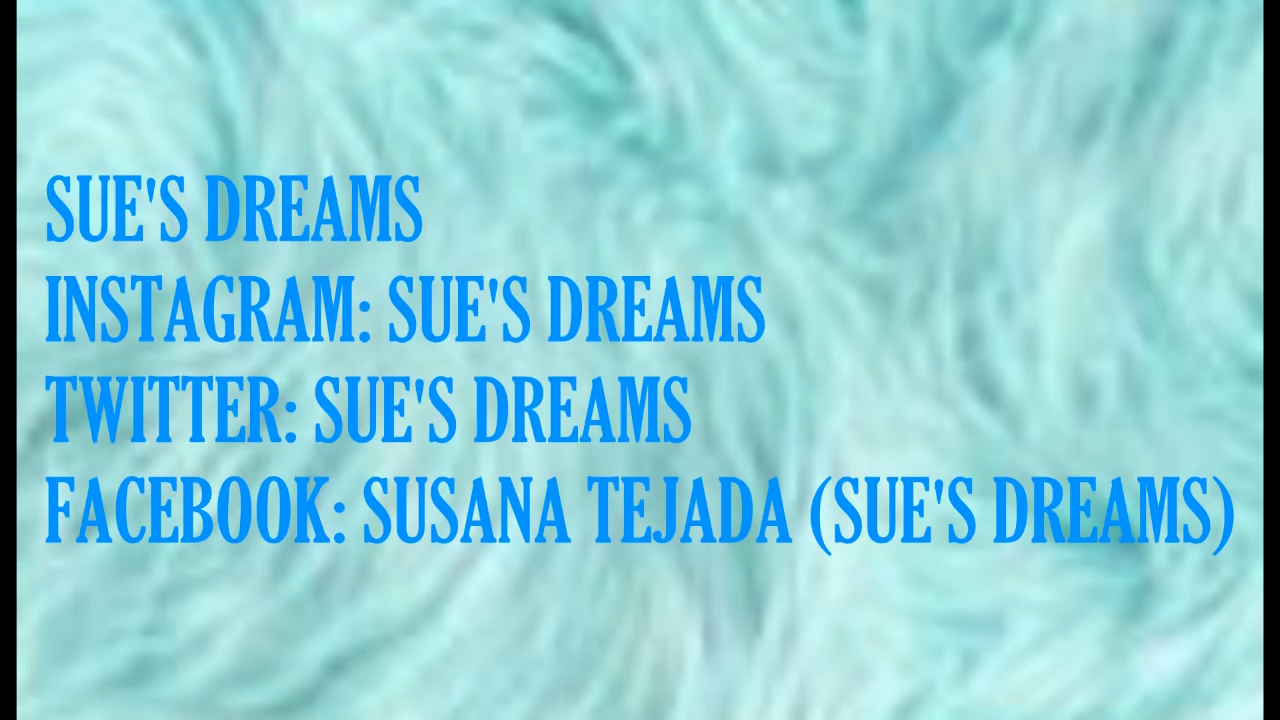 SUE'S DREAMS
INSTAGRAM: SUE'S DREAMS
TWITTER: SUE'S DREAMS
FACEBOOK: SUSANA TEJADA (SUE'S DREAMS)